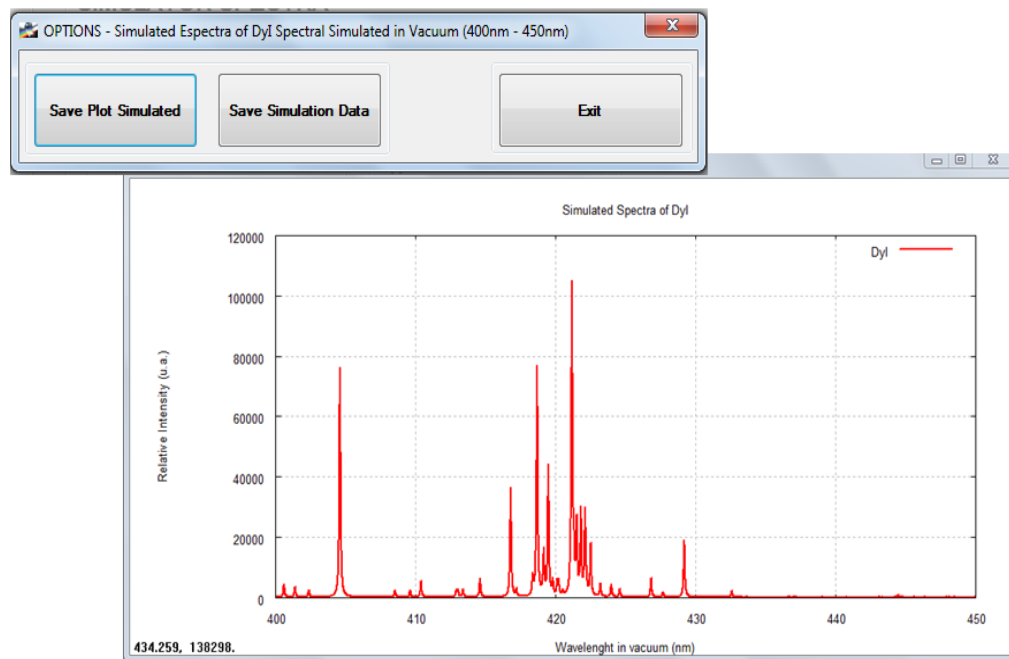 OPTIONS - Simulated Espectra of DyI Spectral Simulated in Vacuum (400nm - 450nm)
Save Plot Simulated
Save Simulation Data
Exit
Simulated Spectra of DyI
120000
100000
80000
60000
40000
20000
0
Relative Intensity (u.a.)
DyI
400
410
420
430
440
450
Wavelenght in vacuum (nm)
434.259, 138298.